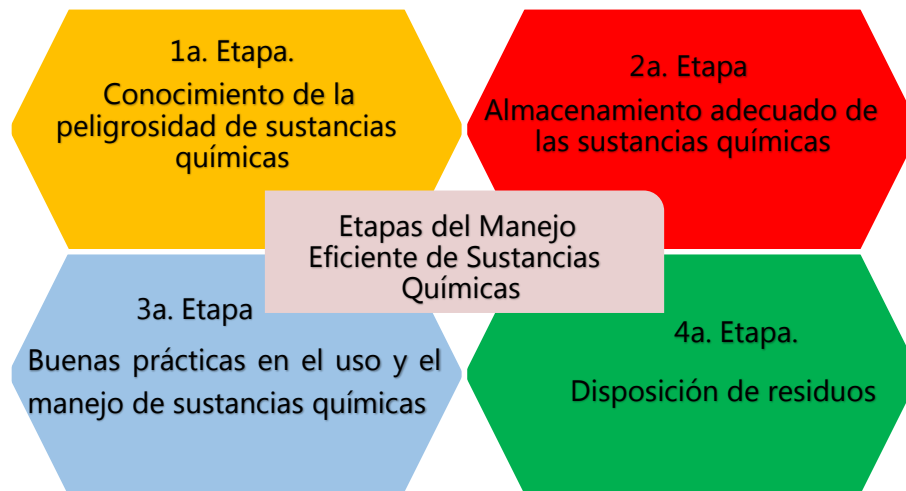 1a. Etapa.
Conocimiento de la
peligrosidad de sustancias
químicas
2a. Etapa
Almacenamiento adecuado de
las sustancias químicas
Etapas del Manejo
Eficiente de Sustancias
Químicas
3a. Etapa
Buenas prácticas en el uso y el
manejo de sustancias químicas
4a. Etapa.
Disposición de residuos